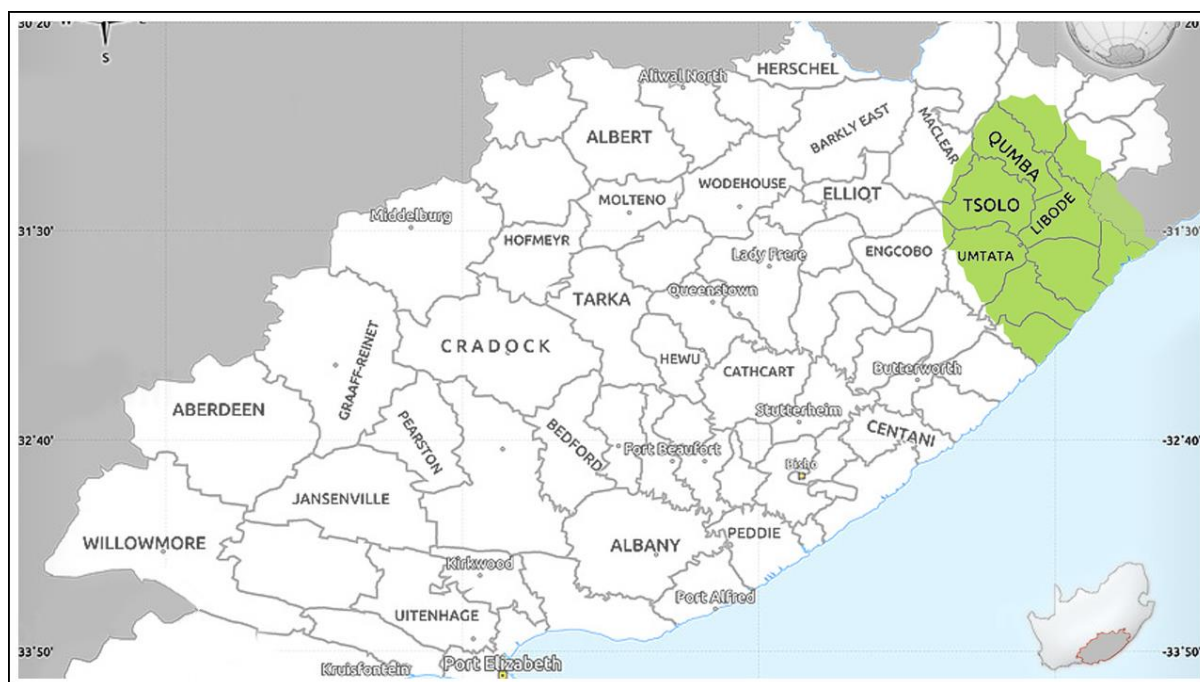 S
30°20'
HERSCHEL
Aliwal North
BARKLY EAST
MACLEAR
ALBERT
QUMBA
WODEHOUSE
ELLIOT
MOLTENO
TSOLO
LIBODE
Middelburg
-31°30'
31°30'
HOFMEYR
ENGCOBO
UMTATA
Lady Frere
Queenstown
TARKA
CRADOCK
GRAAFF-REINET
HEWU
CATHCART
Butterworth
ABERDEEN
Stutterheim
PEARSTON
BEDFORD
CENTANI
32°40'
-32°40'
Fort Beaufort
Bisho
JANSENVILLE
WILLOWMORE
ALBANY
PEDDIE
Kirkwood
Port Alfred
UITENHAGE
33°50'
-33°50'
Kruisfontein
Port Elizabeth